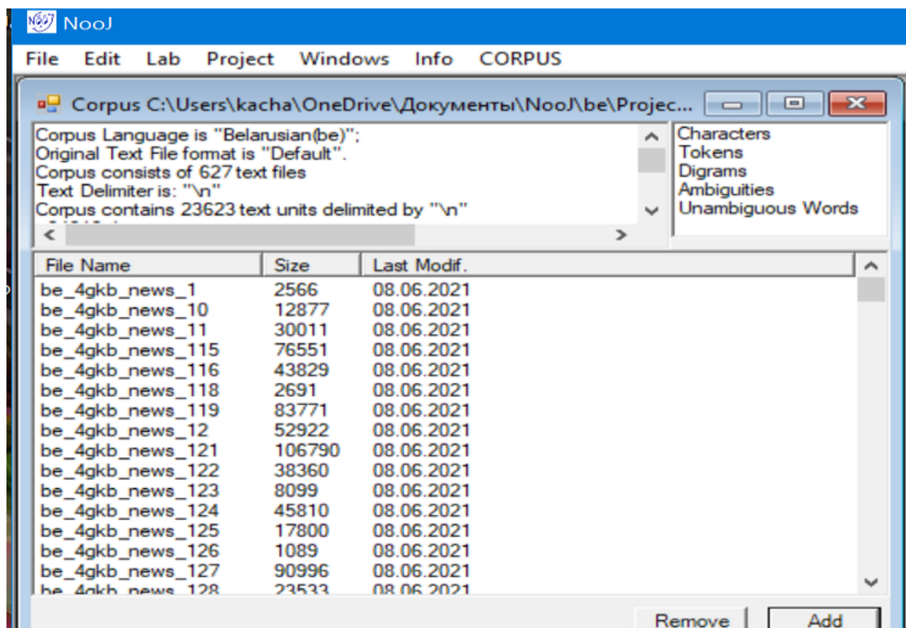 NooJ
File Edit Lab Project Windows Info CORPUS
Corpus C:\Users\kacha\OneDrive\Документы\NooJ\be\Projec...
Corpus Language is "Belarusian(be)";
Original Text File format is "Default".
Corpus consists of 627 text files
Text Delimiter is: "\n"
Corpus contains 23623 text units delimited by "\n"
Characters
Tokens
Digrams
Ambiguities
Unambiguous Words
File Name Size Last Modif.
be_4gkb_news_1 2566 08.06.2021
be_4gkb_news_10 12877 08.06.2021
be_4gkb_news_11 30011 08.06.2021
be_4gkb_news_115 76551 08.06.2021
be_4gkb_news_116 43829 08.06.2021
be_4gkb_news_118 2691 08.06.2021
be_4gkb_news_119 83771 08.06.2021
be_4gkb_news_12 52922 08.06.2021
be_4gkb_news_121 106790 08.06.2021
be_4gkb_news_122 38360 08.06.2021
be_4gkb_news_123 8099 08.06.2021
be_4gkb_news_124 45810 08.06.2021
be_4gkb_news_125 17800 08.06.2021
be_4gkb_news_126 1089 08.06.2021
be_4gkb_news_127 90996 08.06.2021
be_4gkb_news_128 23533 08.06.2021
Remove Add